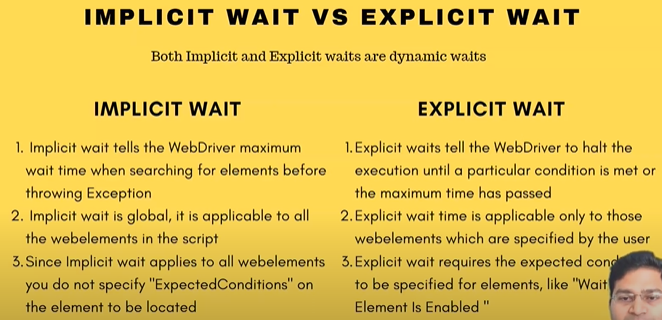 IMPLICIT WAIT VS EXPLICIT WAIT
Both Implicit and Explicit waits are dynamic waits
IMPLICIT WAIT
1. Implicit wait tells the WebDriver maximum
wait time when searching for elements before
throwing Exception
2. Implicit wait is global, it is applicable to all
the webelements in the script
3. Since Implicit wait applies to all webelements
you do not specify "ExpectedConditions" on
the element to be located
EXPLICIT WAIT
1. Explicit waits tell the WebDriver to halt the
execution until a particular condition is met or
the maximum time has passed
2. Explicit wait time is applicable only to those
webelements which are specified by the user
3. Explicit wait requires the expected
to be specified for elements, like "Wait
Element Is Enabled "